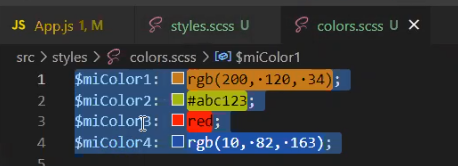 JS App.js 1, M styles.scss U colors.scss U ×
src > styles > colors.scss > $miColor1
1 $miColor1: rgb(200, 120, 34);
2 $miColor2: #abc123;
3 $miColor3: red;
4 $miColor4: rgb(10, 82, 163);
5